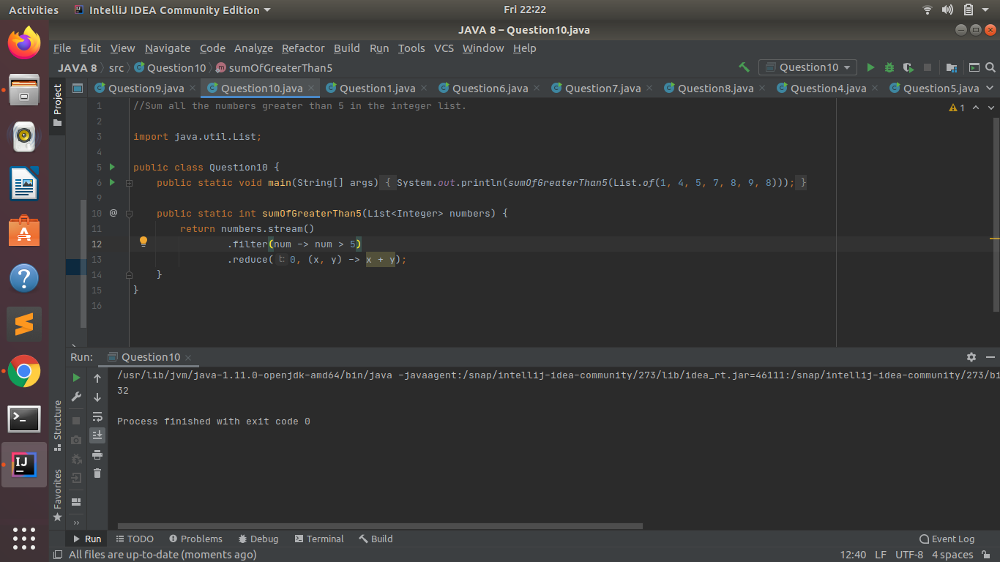 Activities IntelliJ IDEA Community Edition Fri 22:22
JAVA 8 – Question10.java
File Edit View Navigate Code Analyze Refactor Build Run Tools VCS Window Help
JAVA 8 src Question10 sumOfGreaterThan5 Question10
Project
Question9.java Question10.java Question1.java Question6.java Question7.java Question8.java Question4.java Question5.java
1 //Sum all the numbers greater than 5 in the integer list. 1
2
3 import java.util.List;
4
5 public class Question10 {
6 public static void main(String[] args) { System.out.println(sumOfGreaterThan5(List.of(1, 4, 5, 7, 8, 9, 8))); }
9
10 @ public static int sumOfGreaterThan5(List<Integer> numbers) {
11 return numbers.stream()
12 .filter(num -> num > 5)
13 .reduce( t: 0, (x, y) -> x + y);
14 }
15 }
16
Run: Question10
/usr/lib/jvm/java-1.11.0-openjdk-amd64/bin/java -javaagent:/snap/intellij-idea-community/273/lib/idea_rt.jar=46111:/snap/intellij-idea-community/273/bi
32
Process finished with exit code 0
Structure
Favorites
Run TODO Problems Debug Terminal Build Event Log
All files are up-to-date (moments ago) 12:40 LF UTF-8 4 spaces